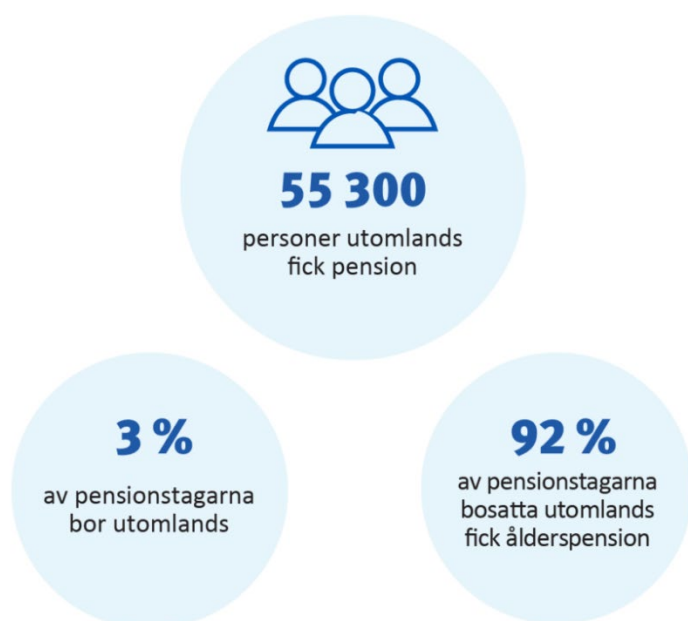 55 300
personer utomlands
fick pension
3 %
av pensionstagarna
bor utomlands
92 %
av pensionstagarna
bosatta utomlands
fick ålderspension